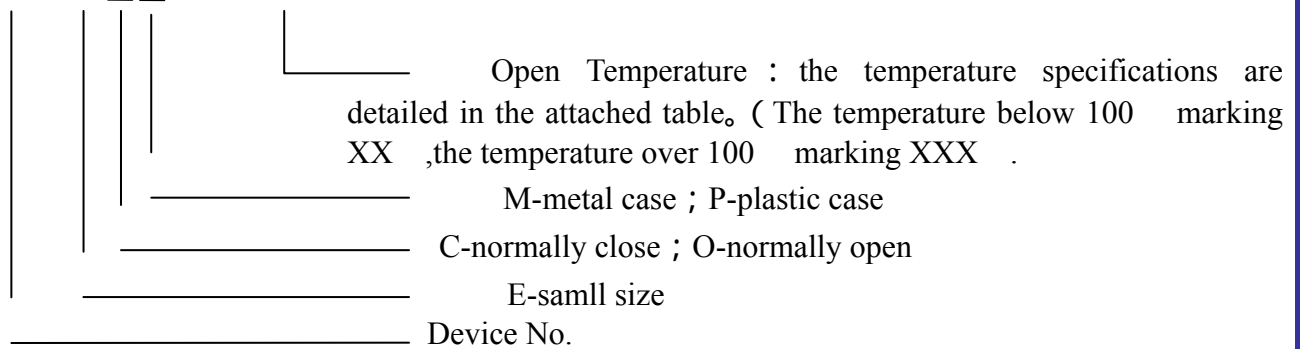 Open Temperature：the temperature specifications are
detailed in the attached table。（The temperature below 100 marking
XX ,the temperature over 100 marking XXX .
M-metal case；P-plastic case
C-normally close；O-normally open
E-samll size
Device No.